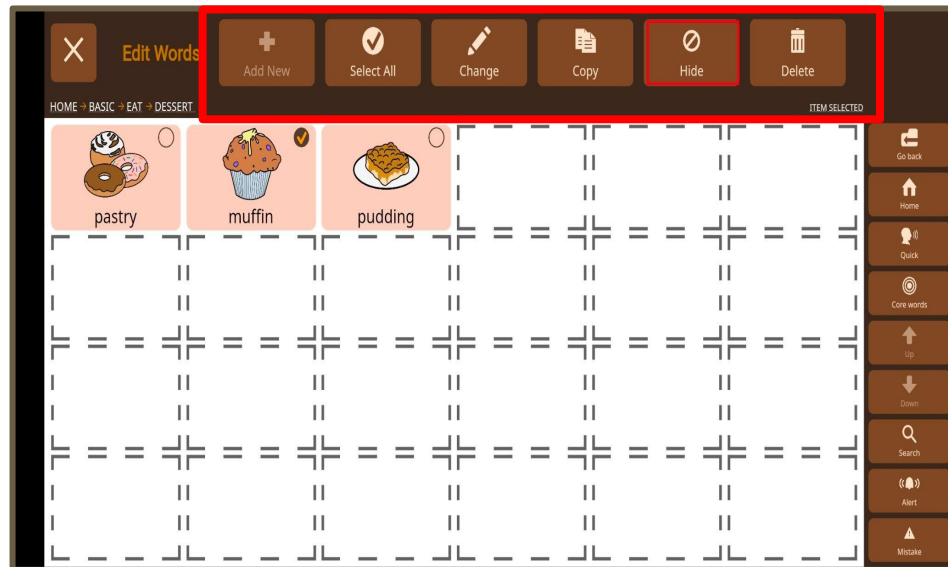 Edit Words
Add New
Select All
Change
Copy
Hide
Delete
HOME → BASIC → EAT → DESSERT
ITEM SELECTED
pastry
muffin
pudding
Go back
Home
Quick
Core words
Up
Down
Search
Alert
Mistake